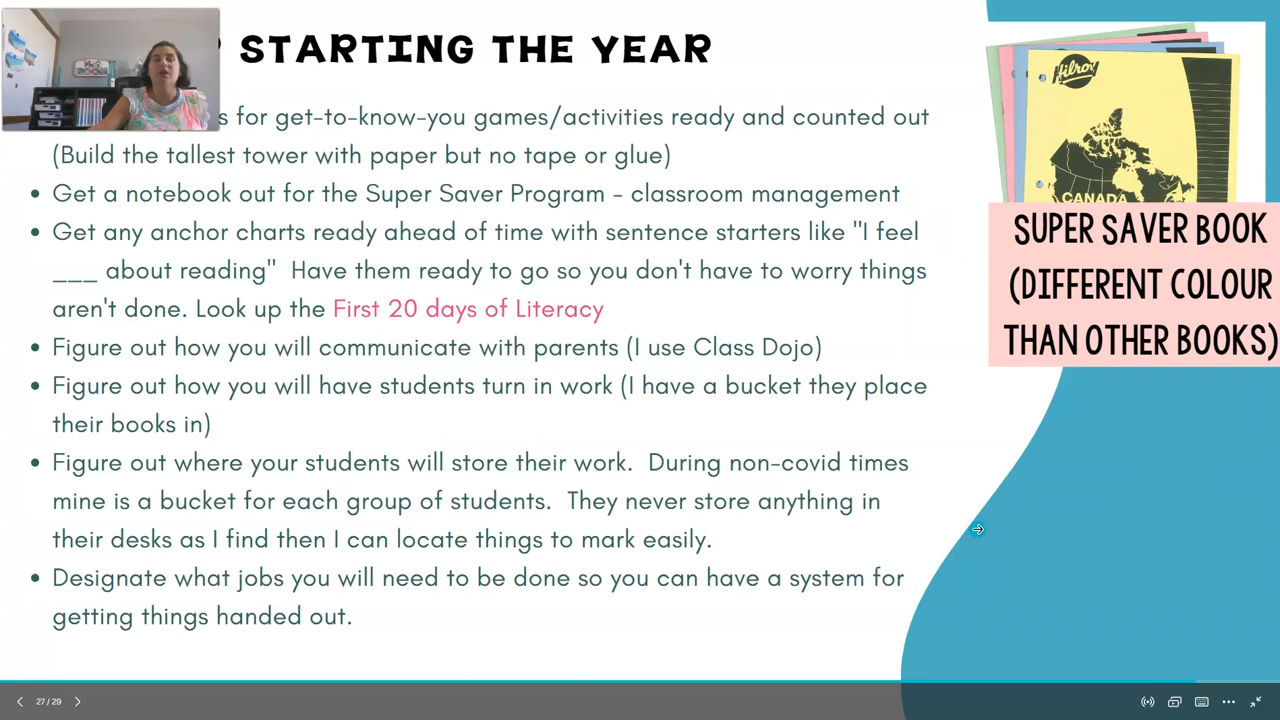 STARTING THE YEAR
s for get-to-know-you games/activities ready and counted out
(Build the tallest tower with paper but no tape or glue)
• Get a notebook out for the Super Saver Program - classroom management
• Get any anchor charts ready ahead of time with sentence starters like "I feel
___ about reading" Have them ready to go so you don't have to worry things
aren't done. Look up the First 20 days of Literacy
• Figure out how you will communicate with parents (I use Class Dojo)
• Figure out how you will have students turn in work (I have a bucket they place
their books in)
• Figure out where your students will store their work. During non-covid times
mine is a bucket for each group of students. They never store anything in
their desks as I find then I can locate things to mark easily.
• Designate what jobs you will need to be done so you can have a system for
getting things handed out.
Hilroy
CANADA
SUPER SAVER BOOK
(DIFFERENT COLOUR
THAN OTHER BOOKS)
27 / 29